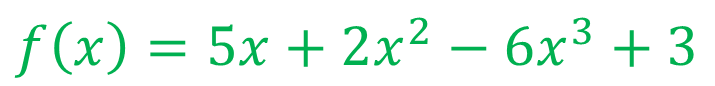 f(x) = 5x + 2x² − 6x³ + 3